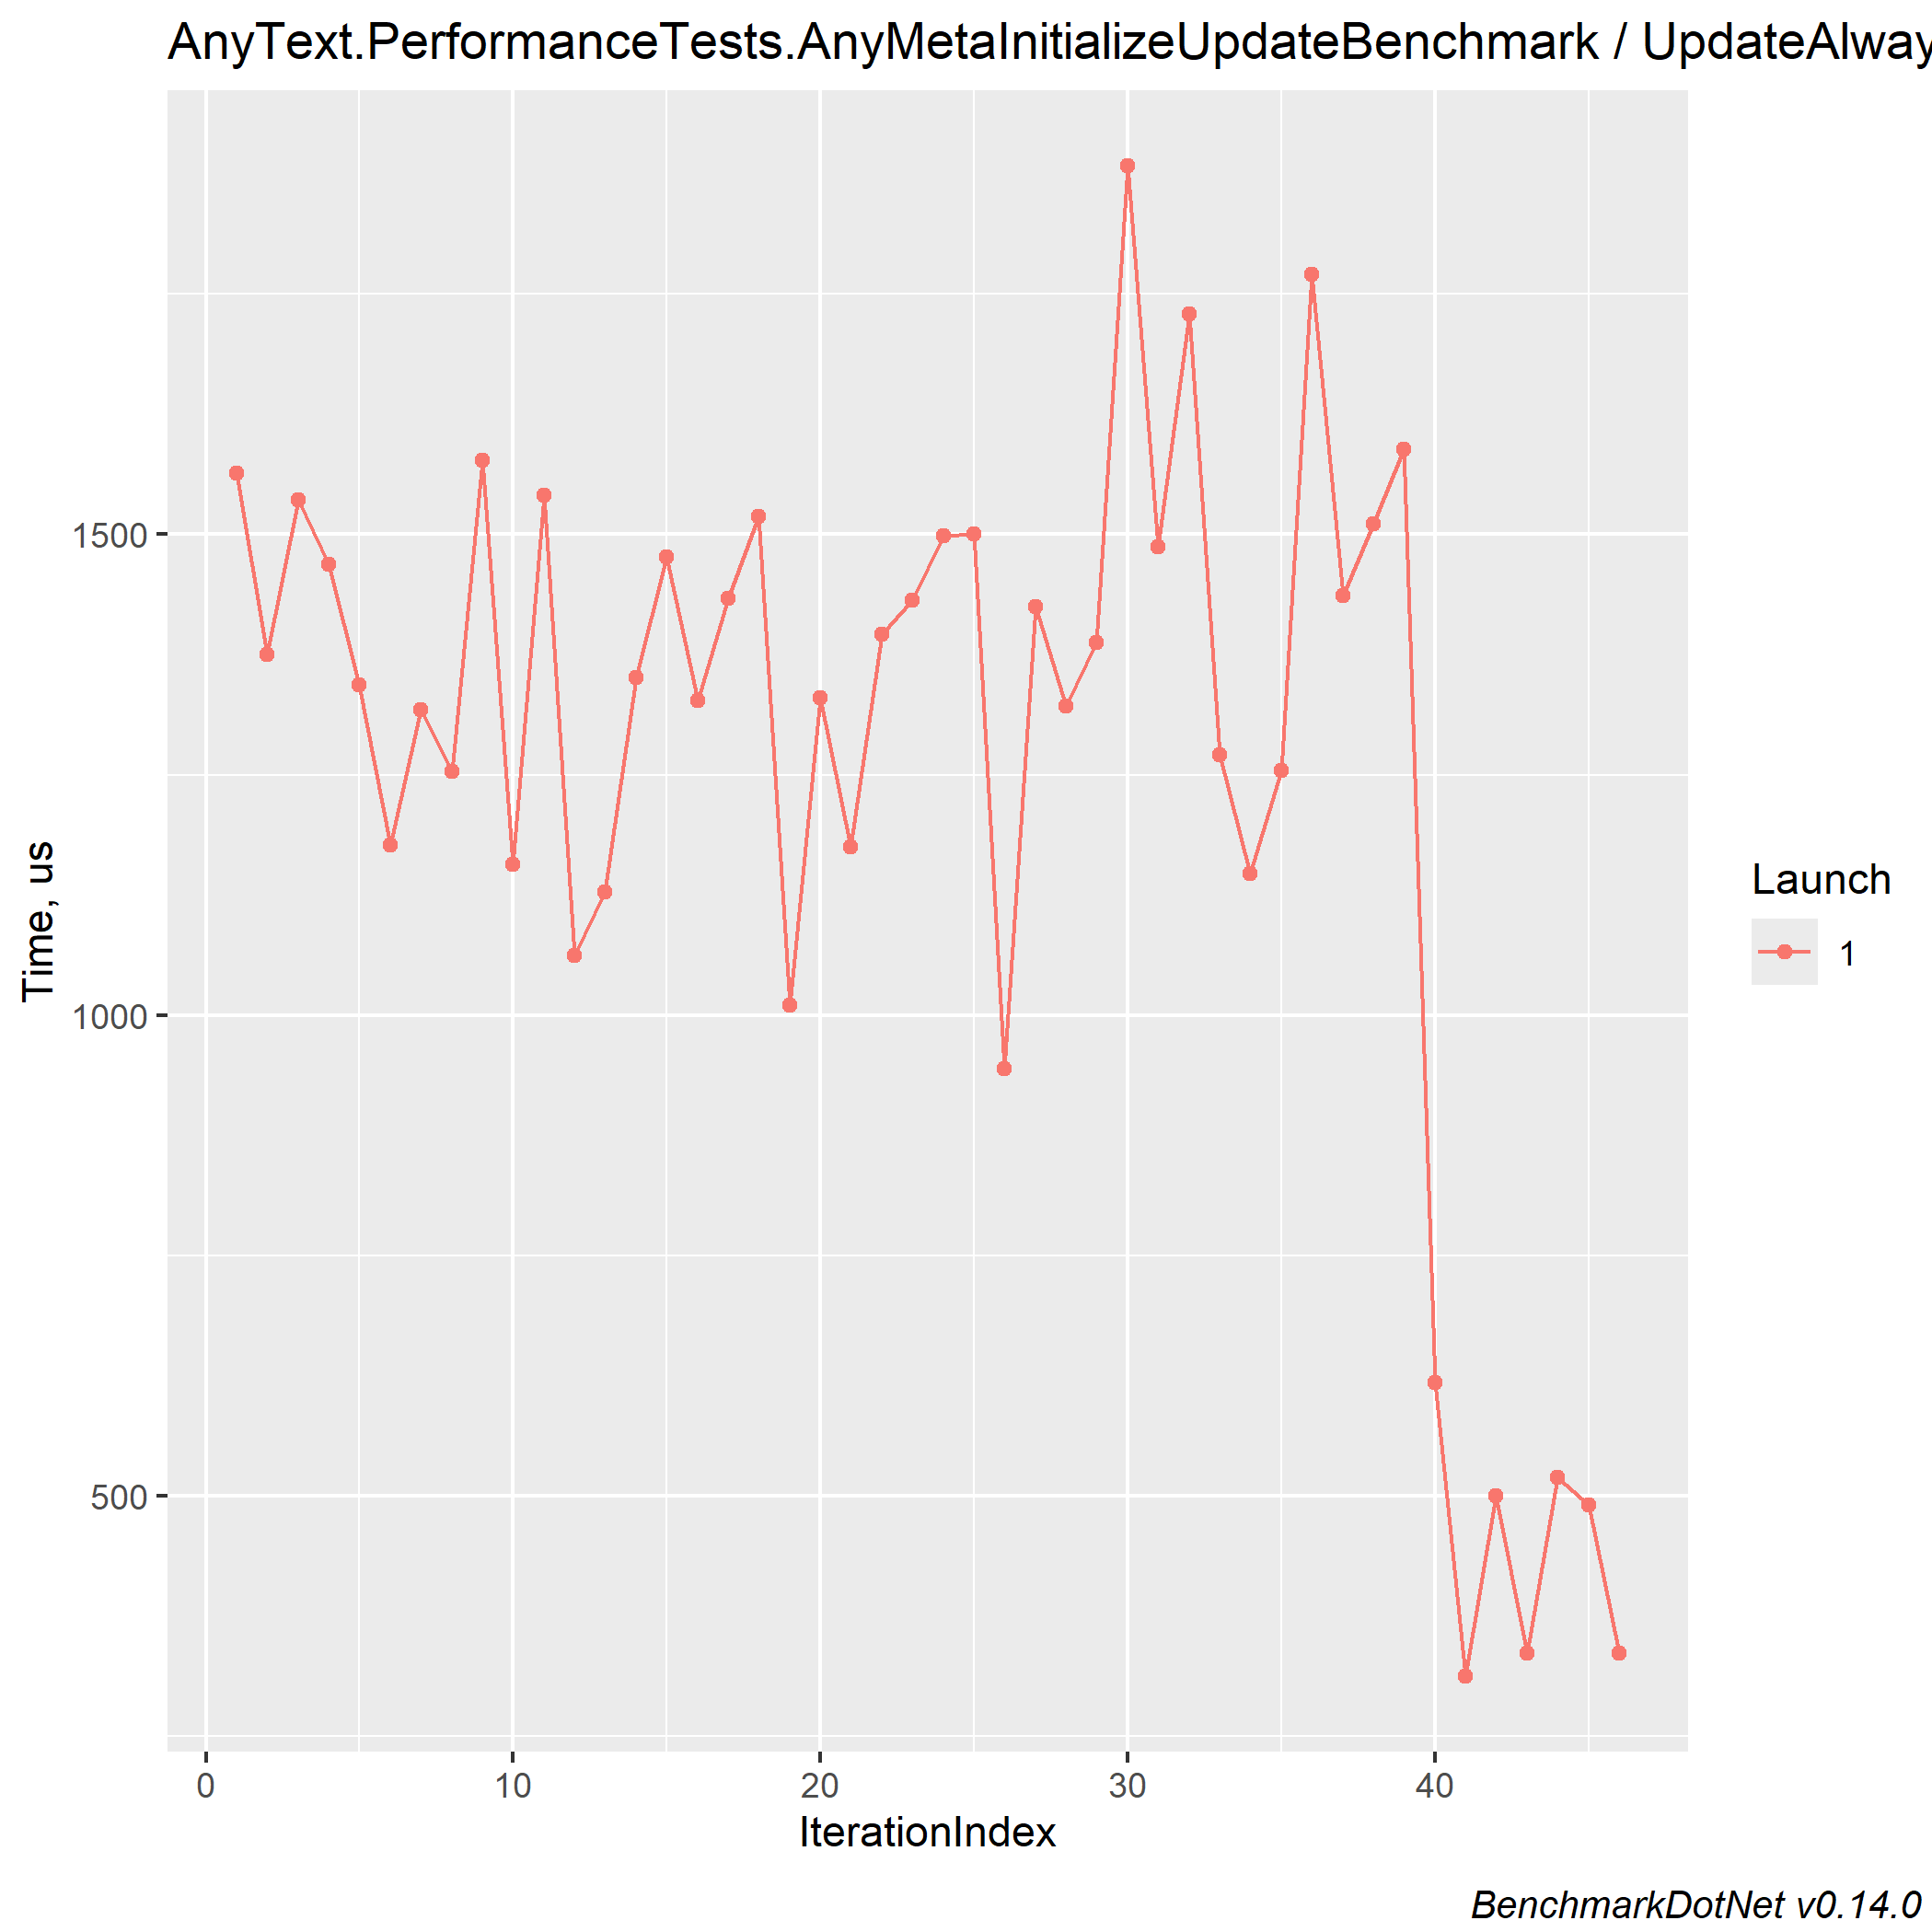 AnyText.PerformanceTests.AnyMetaInitializeUpdateBenchmark / UpdateAlway
1500
1000
500
Time, us
0 10 20 30 40
IterationIndex
Launch
1
BenchmarkDotNet v0.14.0